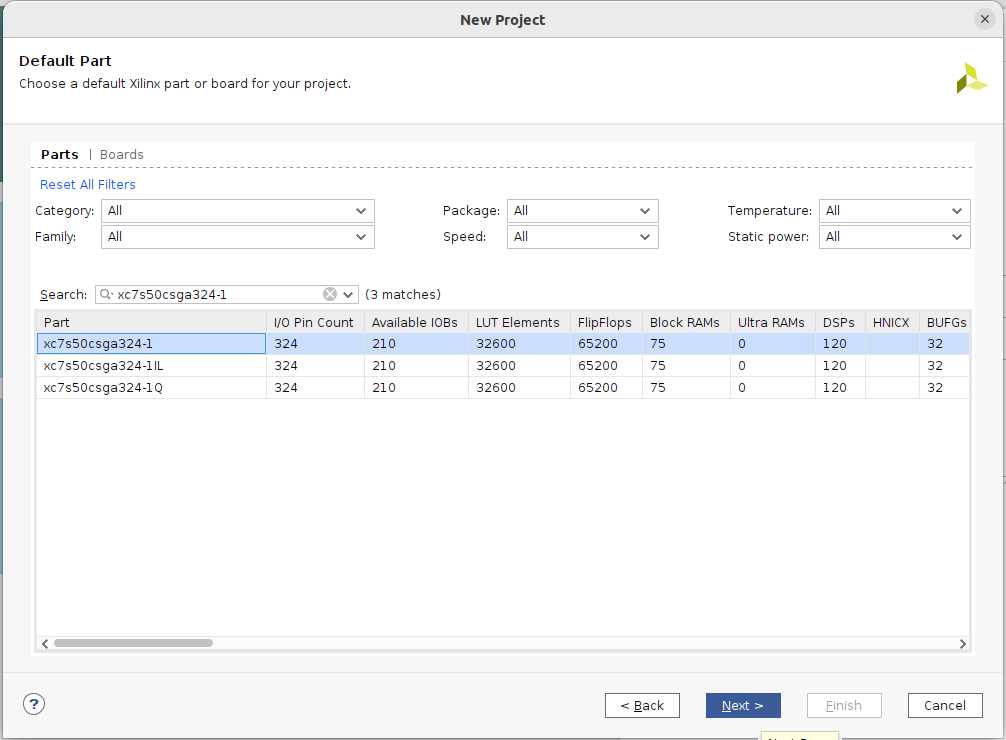 New Project
Default Part
Choose a default Xilinx part or board for your project.
Parts | Boards
Reset All Filters
Category: All Package: All Temperature: All
Family: All Speed: All Static power: All
Search: xc7s50csga324-1 (3 matches)
Part I/O Pin Count Available IOBs LUT Elements FlipFlops Block RAMs Ultra RAMs DSPs HNICX BUFGs
xc7s50csga324-1 324 210 32600 65200 75 0 120 32
xc7s50csga324-1IL 324 210 32600 65200 75 0 120 32
xc7s50csga324-1Q 324 210 32600 65200 75 0 120 32
? < Back Next > Finish Cancel